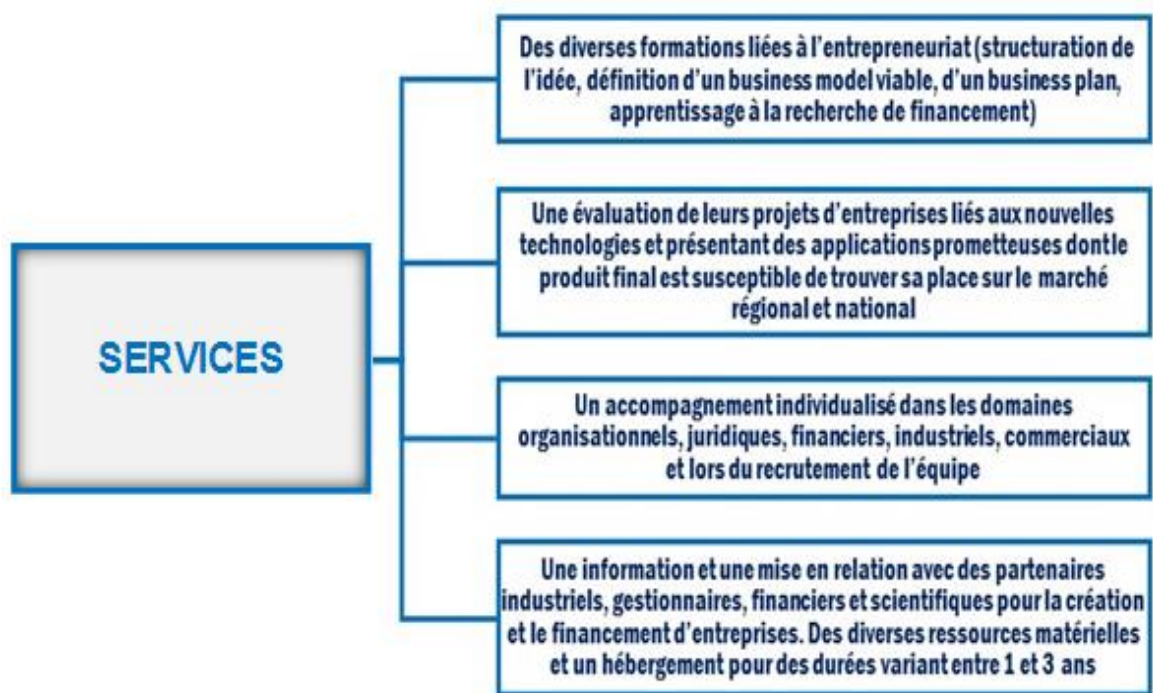 SERVICES
Des diverses formations liées à l'entrepreneuriat (structuration de
l'idée, définition d'un business model viable, d'un business plan,
apprentissage à la recherche de financement)
Une évaluation de leurs projets d'entreprises liés aux nouvelles
technologies et présentant des applications prometteuses dont le
produit final est susceptible de trouver sa place sur le marché
régional et national
Un accompagnement individualisé dans les domaines
organisationnels, juridiques, financiers, industriels, commerciaux
et lors du recrutement de l'équipe
Une information et une mise en relation avec des partenaires
industriels, gestionnaires, financiers et scientifiques pour la création
et le financement d'entreprises. Des diverses ressources matérielles
et un hébergement pour des durées variant entre 1 et 3 ans